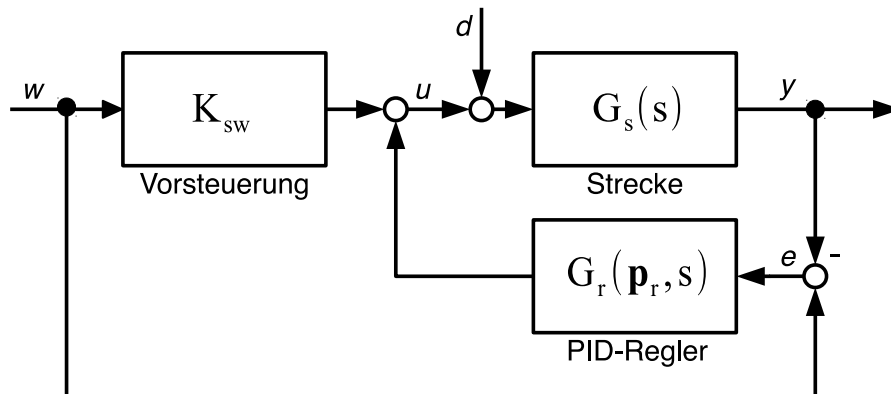 d
w
K_sw
u
G_s(s)
y
Vorsteuerung
Strecke
G_r(p_r,s)
e
-
PID-Regler